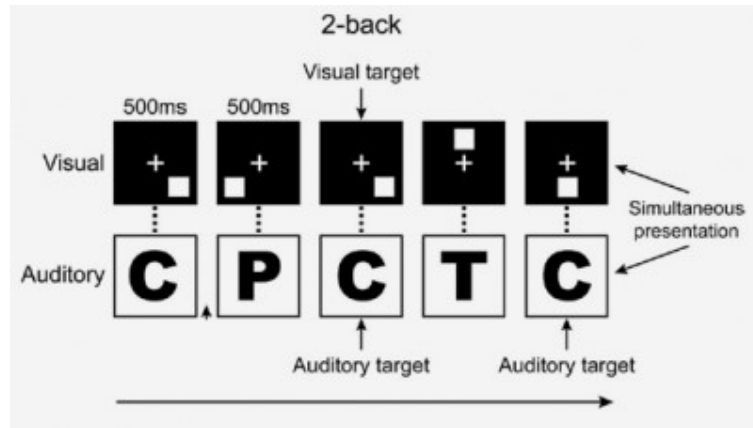 2-back
Visual target
500ms 500ms
Visual
Simultaneous
presentation
Auditory
C P C T C
Auditory target Auditory target